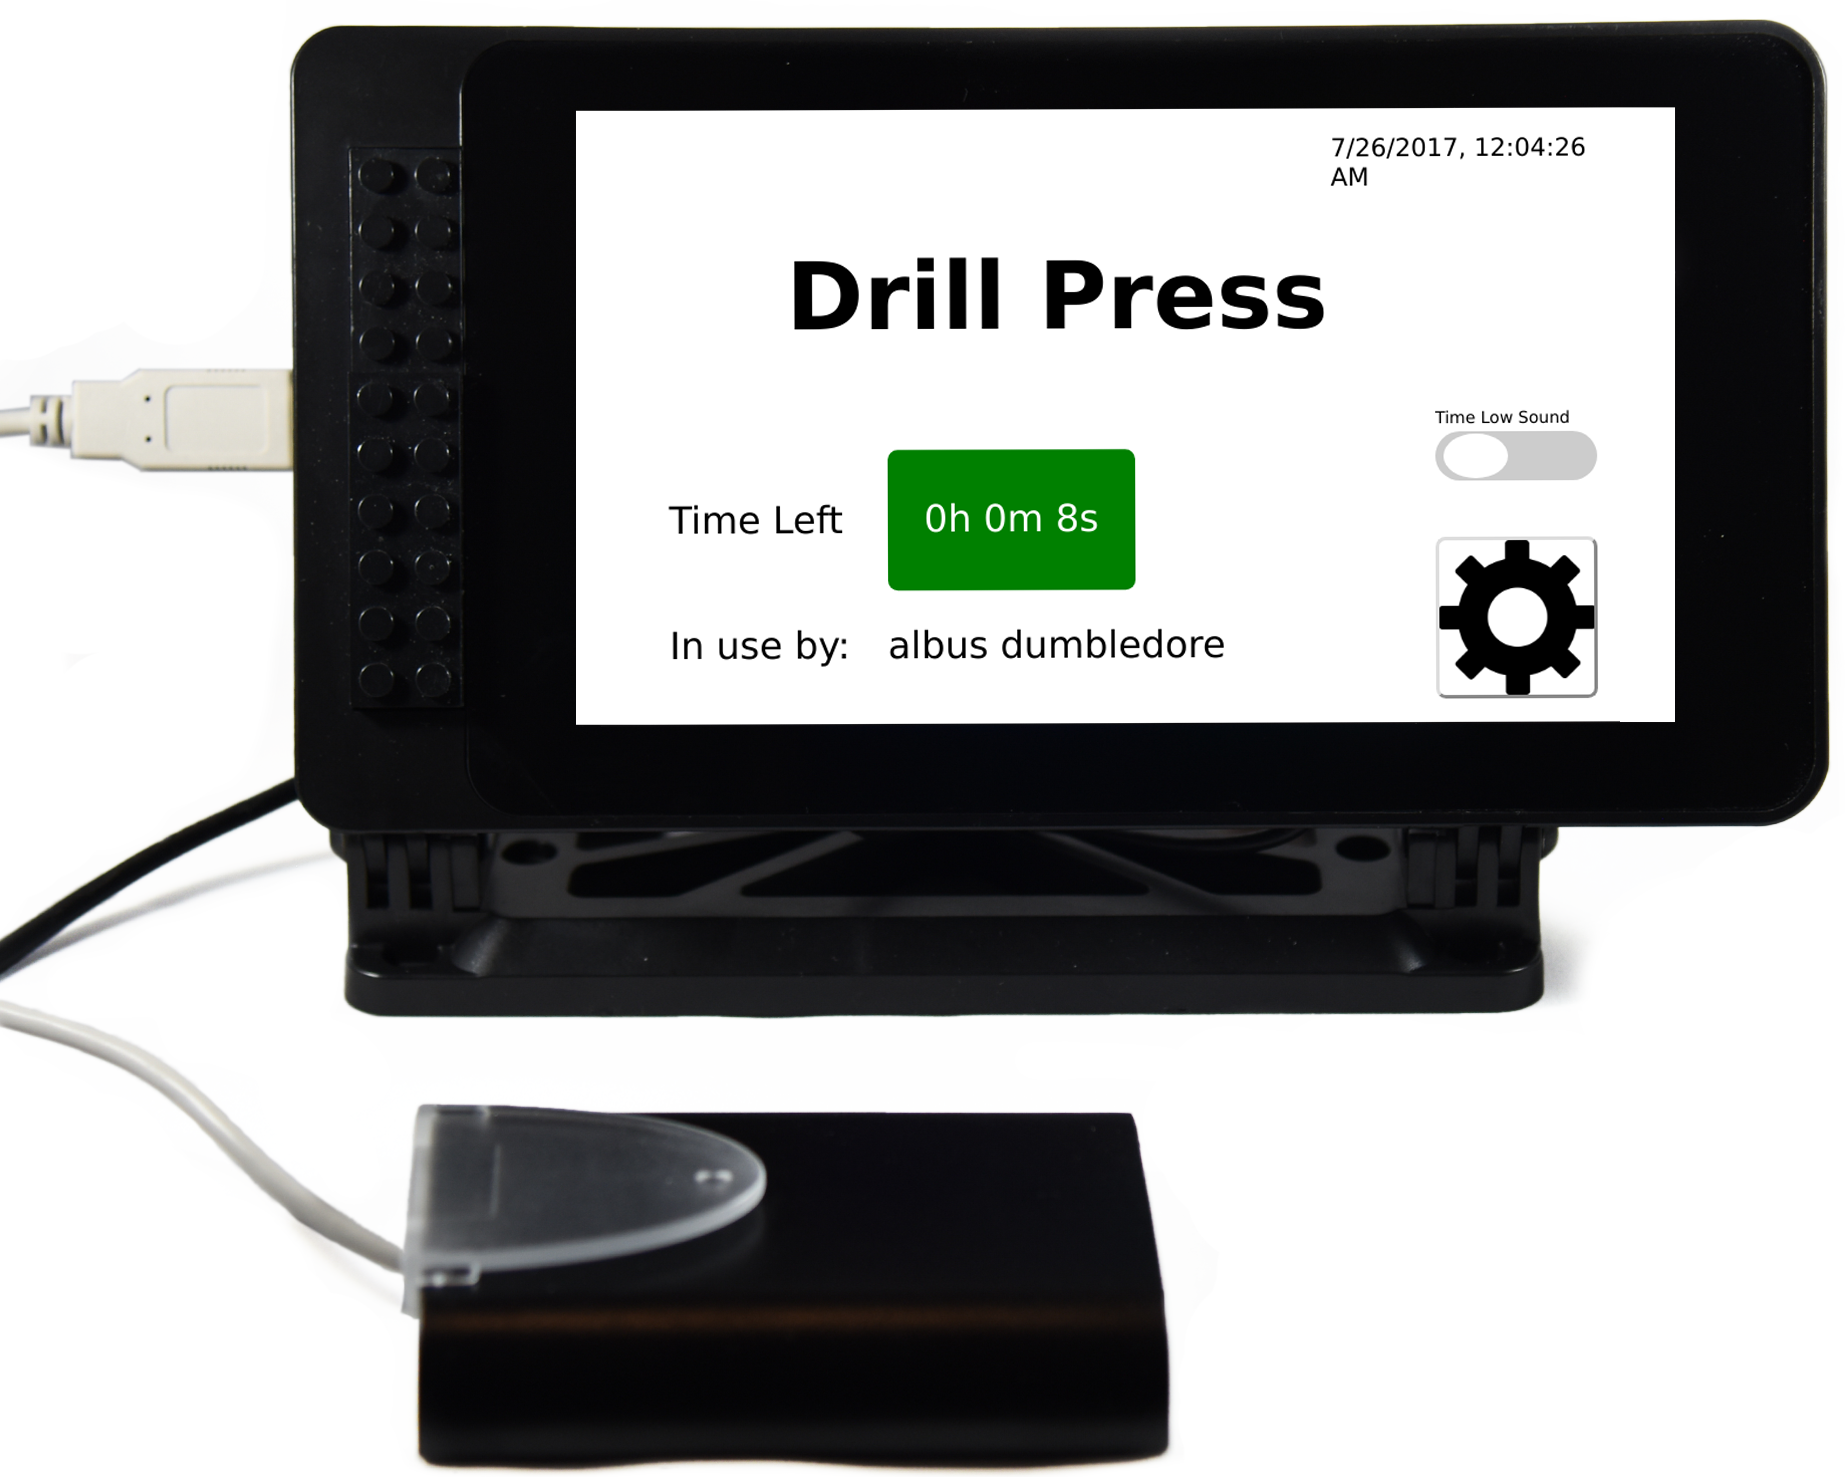 7/26/2017, 12:04:26
AM
Drill Press
Time Low Sound
Time Left 0h 0m 8s
In use by: albus dumbledore